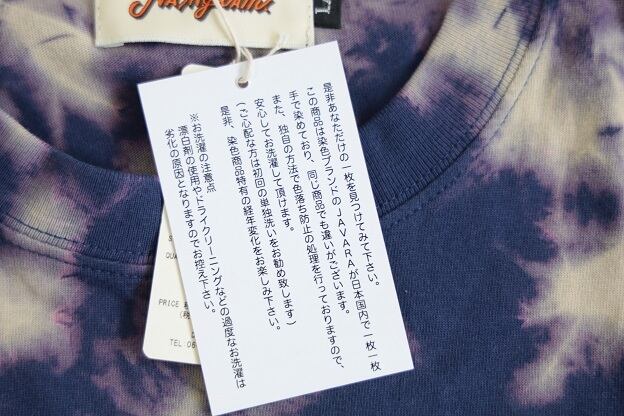 是非あなただけの一枚を見つけてみて下さい。
この商品は染色ブランドのJAVARAが日本国内で一枚一枚
手で染めており、同じ商品でも違いがございます。
また、独自の方法で色落ち防止の処理を行っておりますので、
安心してお洗濯して頂けます。
(ご心配な方は初回の単独洗いをお勧め致します)
是非、染色商品特有の経年変化をお楽しみ下さい。
※お洗濯の注意点
漂白剤の使用やドライクリーニングなどの過度なお洗濯は
劣化の原因となりますのでお控え下さい。
PRICE
TEL 06